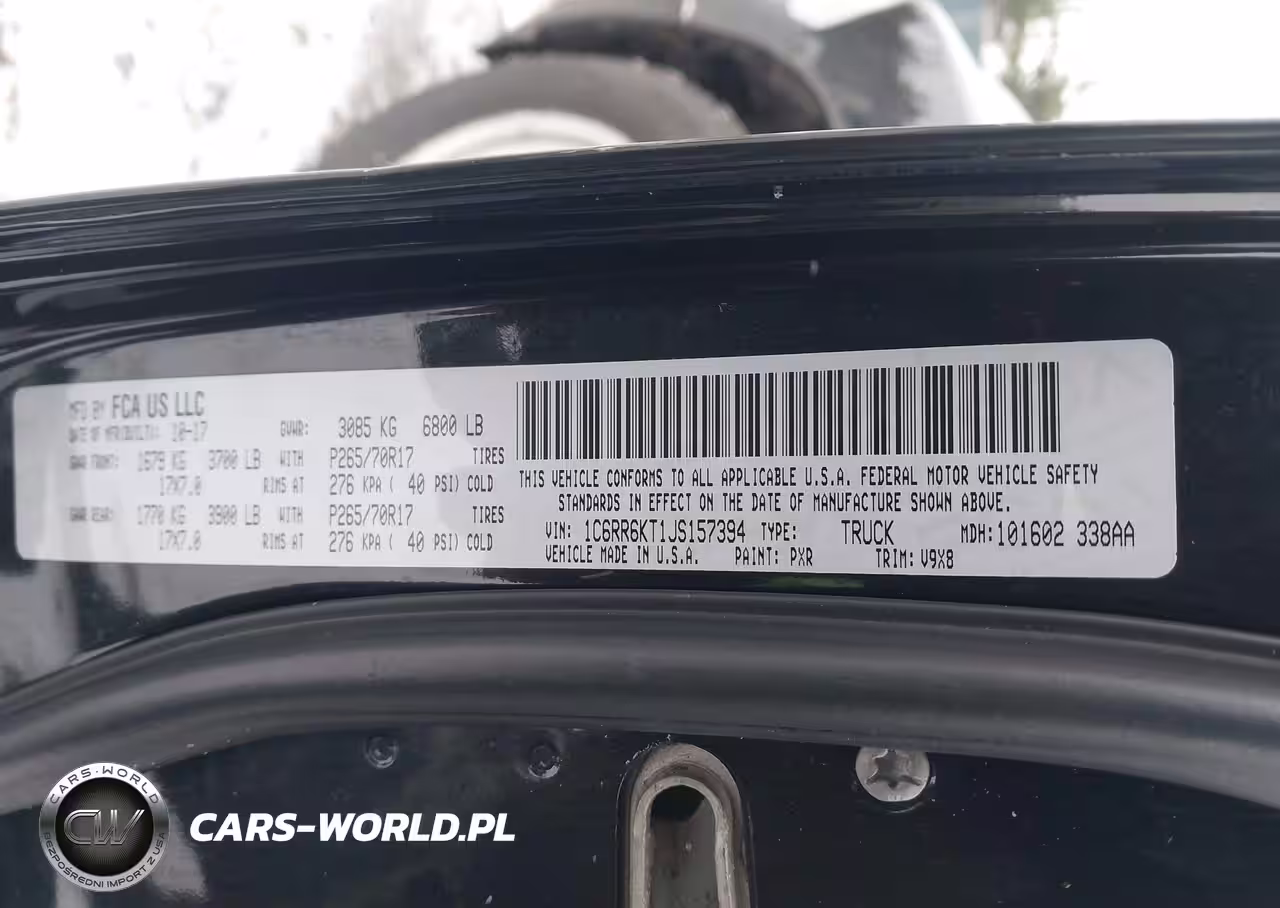 MFD BY FCA US LLC
DATE OF MFR(BUILT): 10-17 GVWR: 3085 KG 6800 LB
GAWR FRONT: 1679 KG 3700 LB WITH P265/70R17 TIRES
17X7.0 RIMS AT 276 KPA ( 40 PSI) COLD
GAWR REAR: 1770 KG 3900 LB WITH P265/70R17 TIRES
17X7.0 RIMS AT 276 KPA ( 40 PSI) COLD
THIS VEHICLE CONFORMS TO ALL APPLICABLE U.S.A. FEDERAL MOTOR VEHICLE SAFETY
STANDARDS IN EFFECT ON THE DATE OF MANUFACTURE SHOWN ABOVE.
VIN: 1C6RR6KT1JS157394 TYPE: TRUCK MDH: 101602 338AA
VEHICLE MADE IN U.S.A. PAINT: PXR TRIM: V9X8
CARS-WORLD
CW
BEZPOŚREDNI IMPORT Z USA
CARS-WORLD.PL